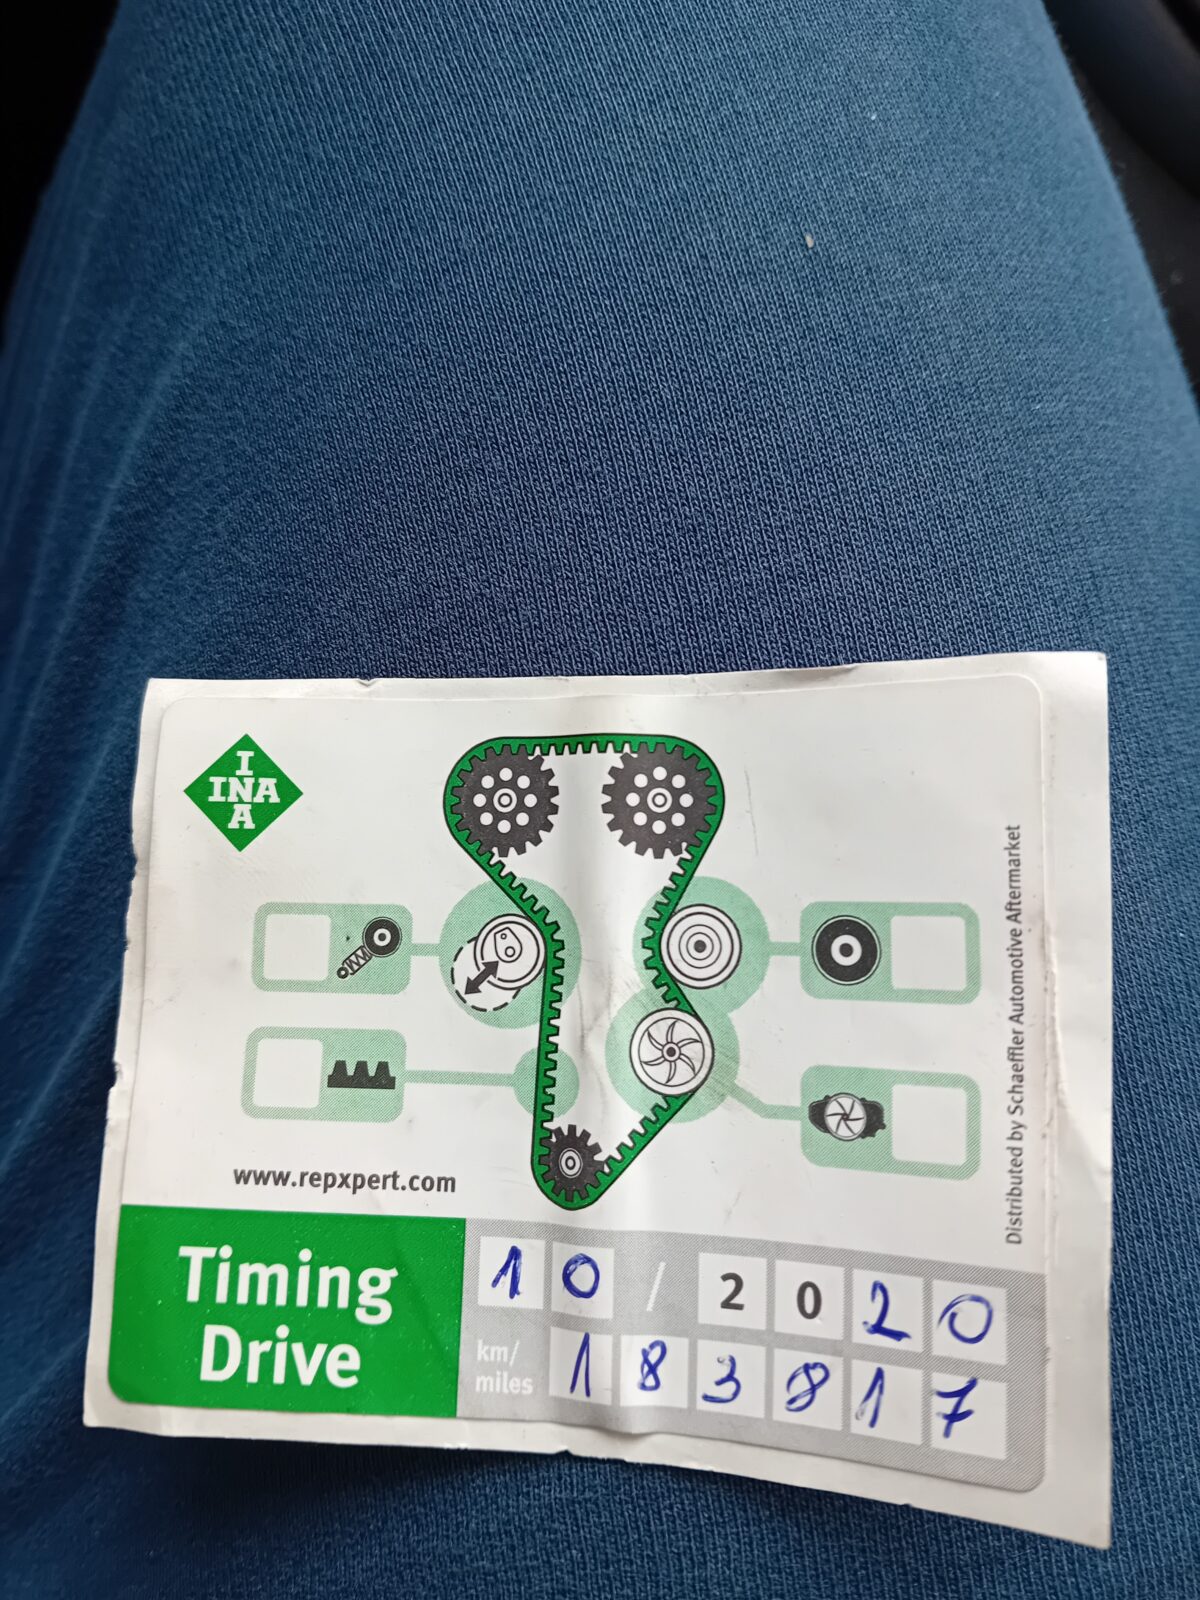 I
INA
A
www.repxpert.com
Distributed by Schaeffler Automotive Aftermarket
Timing
Drive
10 / 2020
km/
miles
183817